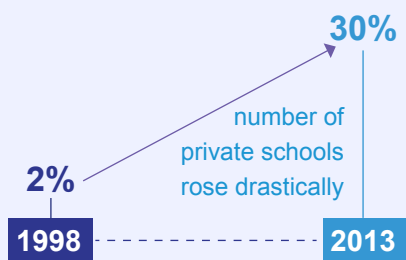 30%
number of
private schools
rose drastically
2%
1998
2013